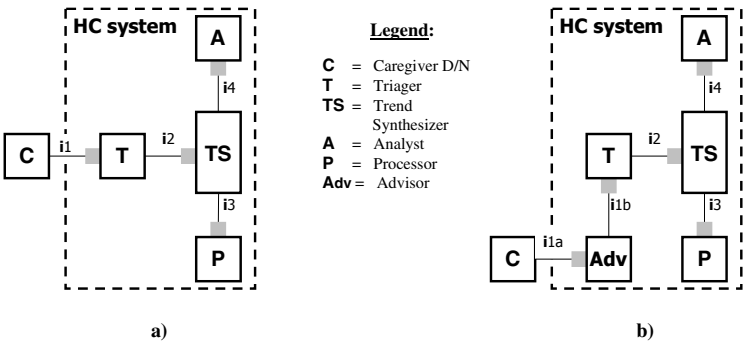 HC system
A
i4
C
i1
T
i2
TS
i3
P
a)
Legend:
C = Caregiver D/N
T = Triager
TS = Trend
Synthesizer
A = Analyst
P = Processor
Adv = Advisor
HC system
A
i4
T
i2
TS
i1b
i3
i1a
C
Adv
P
b)